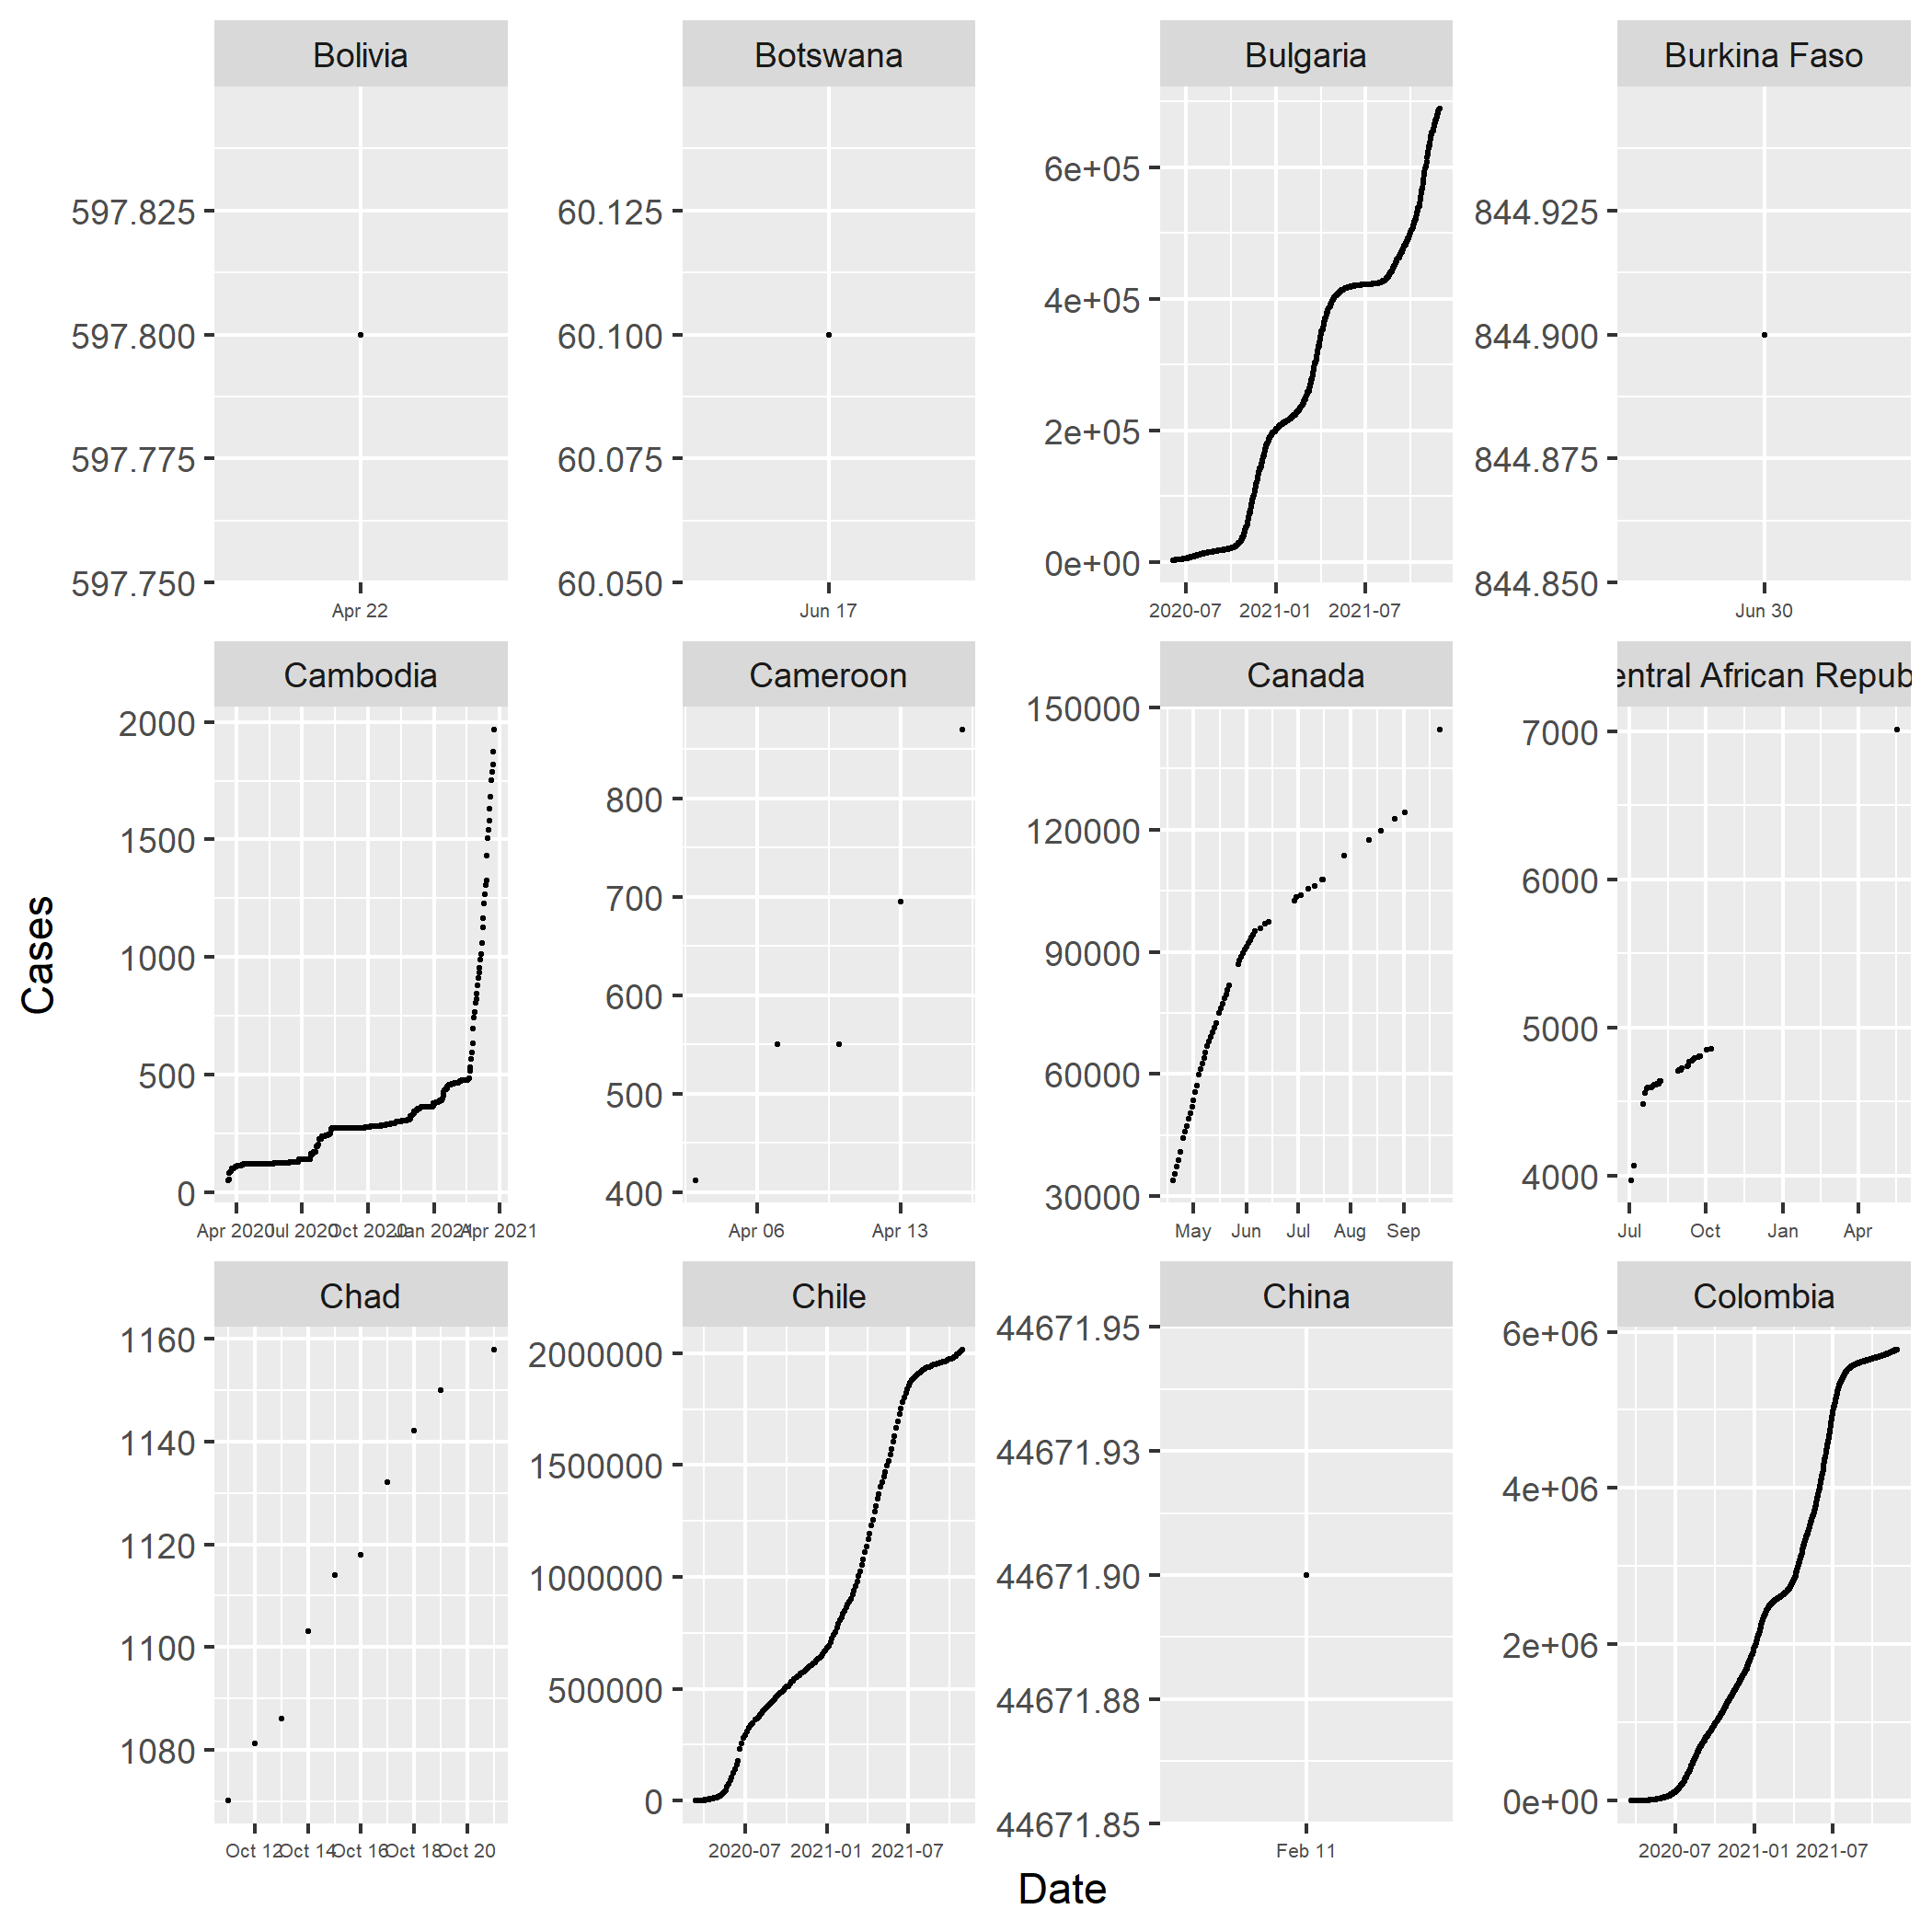 Bolivia
Botswana
Bulgaria
Burkina Faso
597.825
597.800
597.775
597.750
Apr 22
60.125
60.100
60.075
60.050
Jun 17
6e+05
4e+05
2e+05
0e+00
2020-07 2021-01 2021-07
844.925
844.900
844.875
844.850
Jun 30
Cambodia
Cameroon
Canada
entral African Repub
2000
1500
1000
500
0
Apr 2020 Jul 2020 Oct 2020 Jan 2021 Apr 2021
800
700
600
500
400
Apr 06 Apr 13
150000
120000
90000
60000
30000
May Jun Jul Aug Sep
7000
6000
5000
4000
Jul Oct Jan Apr
Chad
Chile
China
Colombia
1160
1140
1120
1100
1080
Oct 12 Oct 14 Oct 16 Oct 18 Oct 20
2000000
1500000
1000000
500000
0
2020-07 2021-01 2021-07
44671.95
44671.93
44671.90
44671.88
44671.85
Feb 11
6e+06
4e+06
2e+06
0e+00
2020-07 2021-01 2021-07
Cases
Date